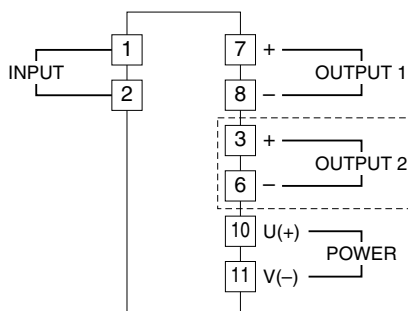 1 7 +
INPUT OUTPUT 1
2 8 –
3 +
OUTPUT 2
6 –
10 U(+)
POWER
11 V(–)